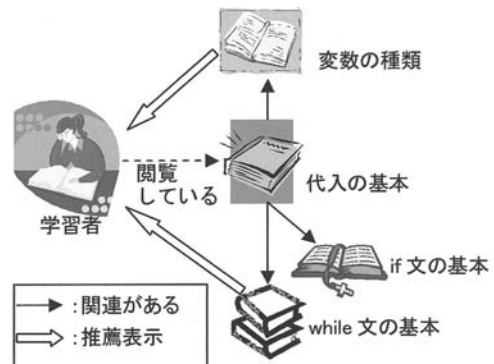 変数の種類
閲覧
している
代入の基本
学習者
if 文の基本
while 文の基本
:関連がある
:推薦表示